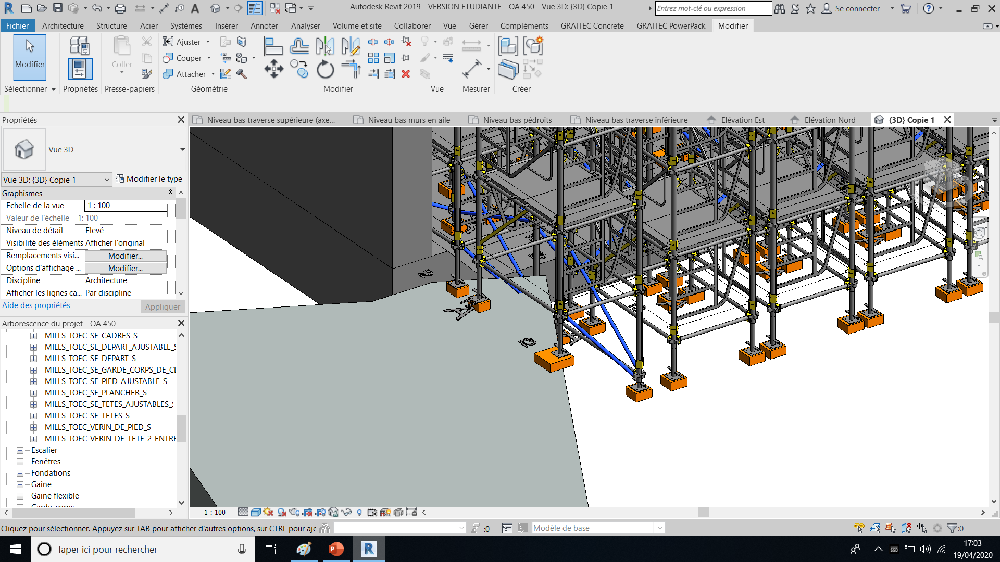 Autodesk Revit 2019 - VERSION ETUDIANTE - OA 450 - Vue 3D: {3D} Copie 1
Entrez mot-clé ou expression
Se connecter
Fichier Architecture Structure Acier Systèmes Insérer Annoter Analyser Volume et site Collaborer Vue Gérer Compléments GRAITEC Concrete GRAITEC PowerPack Modifier
Modifier
Coller
Ajuster
Couper
Attacher
Sélectionner Propriétés Presse-papiers Géométrie Modifier Vue Mesurer Créer
Propriétés
Niveau bas traverse supérieure (axe... Niveau bas murs en aile Niveau bas pédroits Niveau bas traverse inférieure Elévation Est Elévation Nord {3D} Copie 1
Vue 3D
Vue 3D: {3D} Copie 1
Modifier le type
Graphismes
Echelle de la vue 1 : 100
Valeur de l'échelle 1: 100
Niveau de détail Elevé
Visibilité des éléments Afficher l'original
Remplacements visi... Modifier...
Options d'affichage ... Modifier...
Discipline Architecture
Afficher les lignes ca... Par discipline
Aide des propriétés
Appliquer
Arborescence du projet - OA 450
MILLS_TOEC_SE_CADRES_S
MILLS_TOEC_SE_DEPART_AJUSTABLE_S
MILLS_TOEC_SE_DEPART_S
MILLS_TOEC_SE_GARDE_CORPS_DE_CL
MILLS_TOEC_SE_PIED_AJUSTABLE_S
MILLS_TOEC_SE_PLANCHER_S
MILLS_TOEC_SE_TETES_AJUSTABLES_S
MILLS_TOEC_SE_TETES_S
MILLS_TOEC_VERIN_DE_PIED_S
MILLS_TOEC_VERIN_DE_TETE_2_ENTRE
Escalier
Fenêtres
Fondations
Gaine
Gaine flexible
Garde-corps
1 : 100
Cliquez pour sélectionner. Appuyez sur TAB pour afficher d'autres options, sur CTRL pour ajo
:0
Modèle de base
:0
Taper ici pour rechercher
17:03
19/04/2020